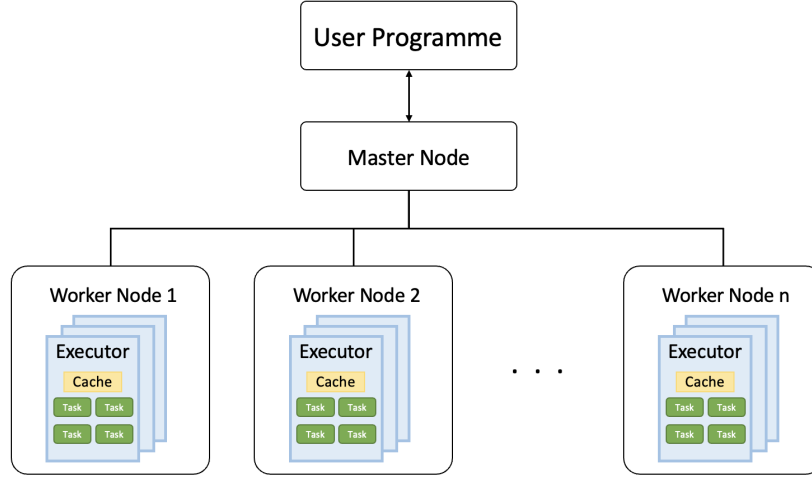 User Programme
Master Node
Worker Node 1
Executor
Cache
Task Task
Task Task
Worker Node 2
Executor
Cache
Task Task
Task Task
. . .
Worker Node n
Executor
Cache
Task Task
Task Task